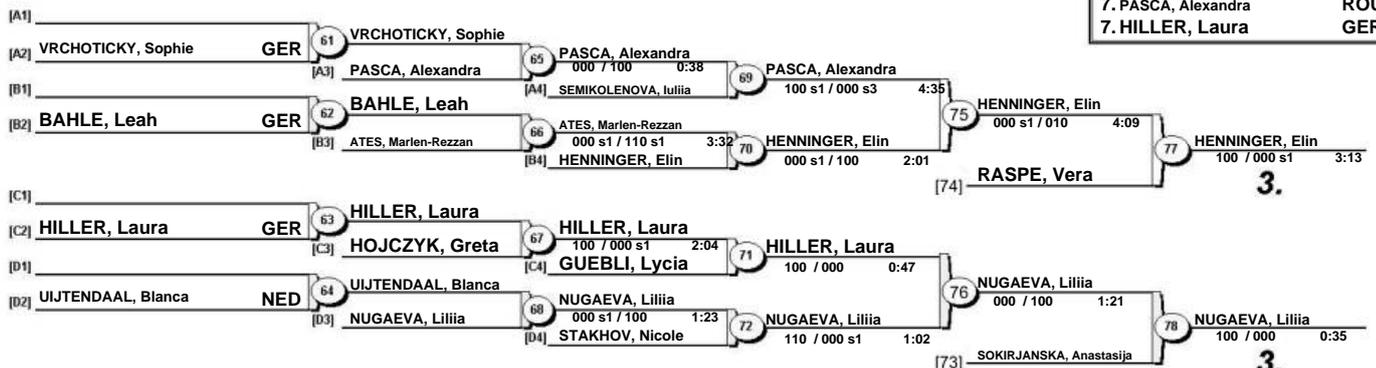 7. PASCA, Alexandra ROU
7. HILLER, Laura GER
[A1]
[A2] VRCHOTICKY, Sophie GER
61
VRCHOTICKY, Sophie
[A3] PASCA, Alexandra
65
PASCA, Alexandra
000 / 100 0:38
[A4] SEMIKOLENOVA, Iuliia
69
PASCA, Alexandra
100 s1 / 000 s3 4:35
[B1]
[B2] BAHLE, Leah GER
62
BAHLE, Leah
[B3] ATES, Marlen-Rezzan
66
ATES, Marlen-Rezzan
000 s1 / 110 s1 3:32
[B4] HENNINGER, Elin
70
HENNINGER, Elin
000 s1 / 100 2:01
75
HENNINGER, Elin
000 s1 / 010 4:09
[74] RASPE, Vera
77
HENNINGER, Elin
100 / 000 s1 3:13
3.
[C1]
[C2] HILLER, Laura GER
63
HILLER, Laura
[C3] HOJCZYK, Greta
67
HILLER, Laura
100 / 000 s1 2:04
[C4] GUEBLI, Lycia
71
HILLER, Laura
100 / 000 0:47
[D1]
[D2] UIJTENDAAL, Blanca NED
64
UIJTENDAAL, Blanca
[D3] NUGAEVA, Liliia
68
NUGAEVA, Liliia
000 s1 / 100 1:23
[D4] STAKHOV, Nicole
72
NUGAEVA, Liliia
110 / 000 s1 1:02
76
NUGAEVA, Liliia
000 / 100 1:21
[73] SOKIRJANSKA, Anastasija
78
NUGAEVA, Liliia
100 / 000 0:35
3.